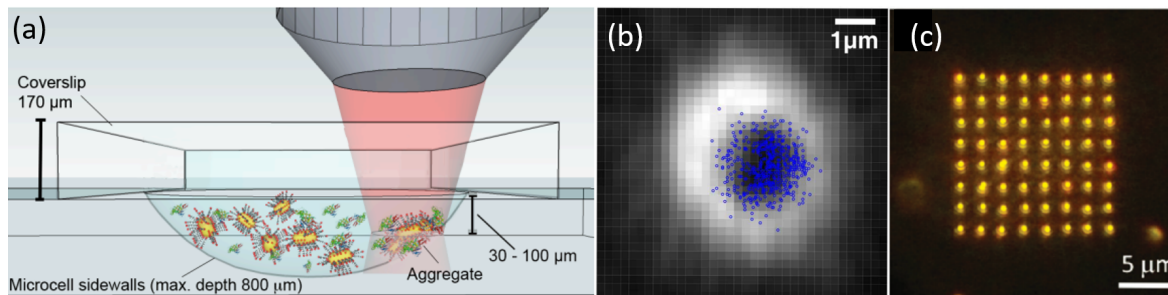 (a)
Coverslip
170 μm
30 - 100 μm
Aggregate
Microcell sidewalls (max. depth 800 μm)
(b)
1μm
(c)
5 μm